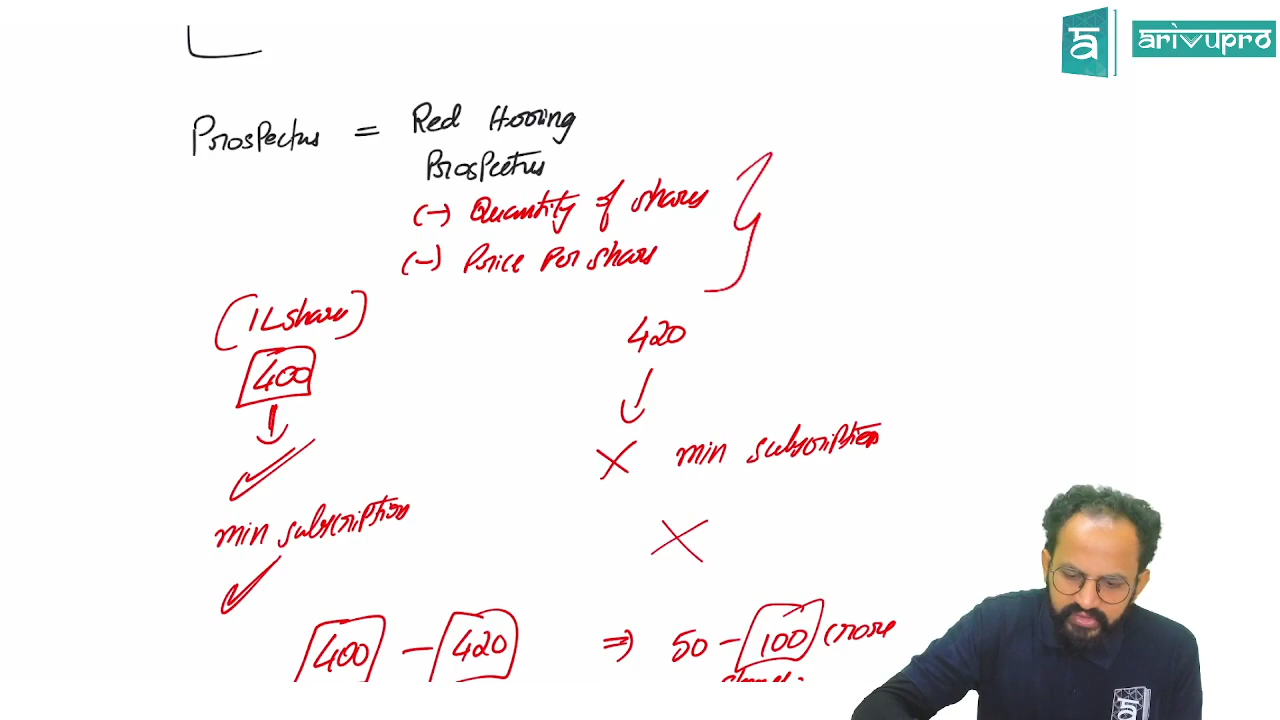 arivupro
Prospectus = Red Herring
Prospectus
(-) Quantity of shares
(-) Price Per share
(1L share)
400
420
min subscription
min subscription
400 - 420 ⇒ 50 - 100 crore